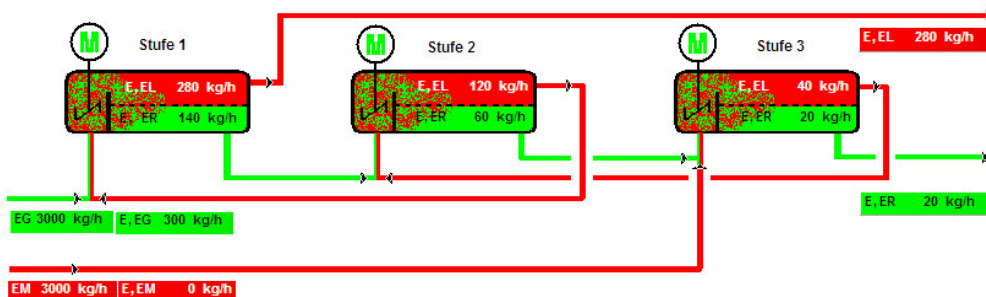 M Stufe 1
M Stufe 2
M Stufe 3
E,EL 280 kg/h
E,EL 280 kg/h
E, ER 140 kg/h
E,EL 120 kg/h
E, ER 60 kg/h
E,EL 40 kg/h
E,ER 20 kg/h
EG 3000 kg/h E,EG 300 kg/h
E,ER 20 kg/h
EM 3000 kg/h E,EM 0 kg/h